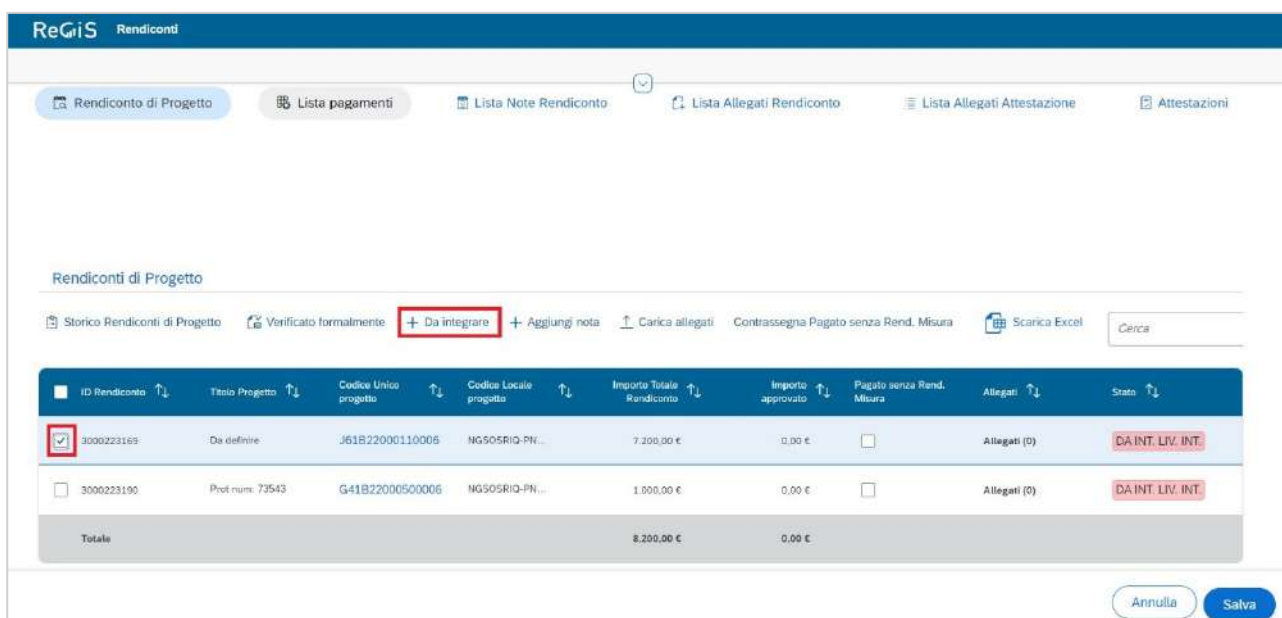 ReGiS Rendiconti
Rendiconto di Progetto Lista pagamenti Lista Note Rendiconto Lista Allegati Rendiconto Lista Allegati Attestazione Attestazioni
Rendiconti di Progetto
Storico Rendiconti di Progetto Verificato formalmente + Da integrare + Aggiungi nota Carica allegati Contrassegna Pagato senza Rend. Misura Scarica Excel Cerca
ID Rendiconto Titolo Progetto Codice Unico progetto Codice Locale progetto Importo Totale Rendiconto Importo approvato Pagato senza Rend. Misura Allegati Stato
3000223169 Da definire J61B22000110006 NGSOSRIQ-PN... 7.200,00 € 0,00 € Allegati (0) DA INT. LIV. INT.
3000223190 Prot num: 73543 G41B22000500006 NGSOSRIQ-PN... 1.000,00 € 0,00 € Allegati (0) DA INT. LIV. INT.
Totale 8.200,00 € 0,00 €
Annulla Salva